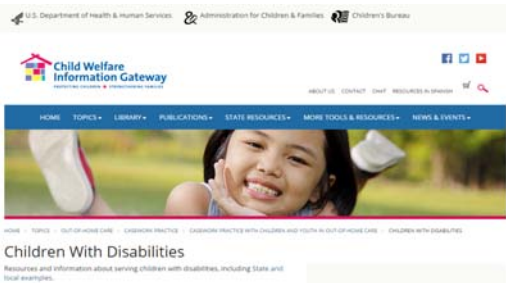 U.S. Department of Health & Human Services Administration for Children & Families Children's Bureau
Child Welfare
Information Gateway
PROTECTING CHILDREN STRENGTHENING FAMILIES
ABOUT US CONTACT CHAT RESOURCES IN SPANISH
HOME TOPICS LIBRARY PUBLICATIONS STATE RESOURCES MORE TOOLS & RESOURCES NEWS & EVENTS
HOME TOPICS OUT-OF-HOME CARE CASEWORK PRACTICE CASEWORK PRACTICE WITH CHILDREN AND YOUTH IN OUT-OF-HOME CARE CHILDREN WITH DISABILITIES
Children With Disabilities
Resources and information about serving children with disabilities, including State and
local examples.